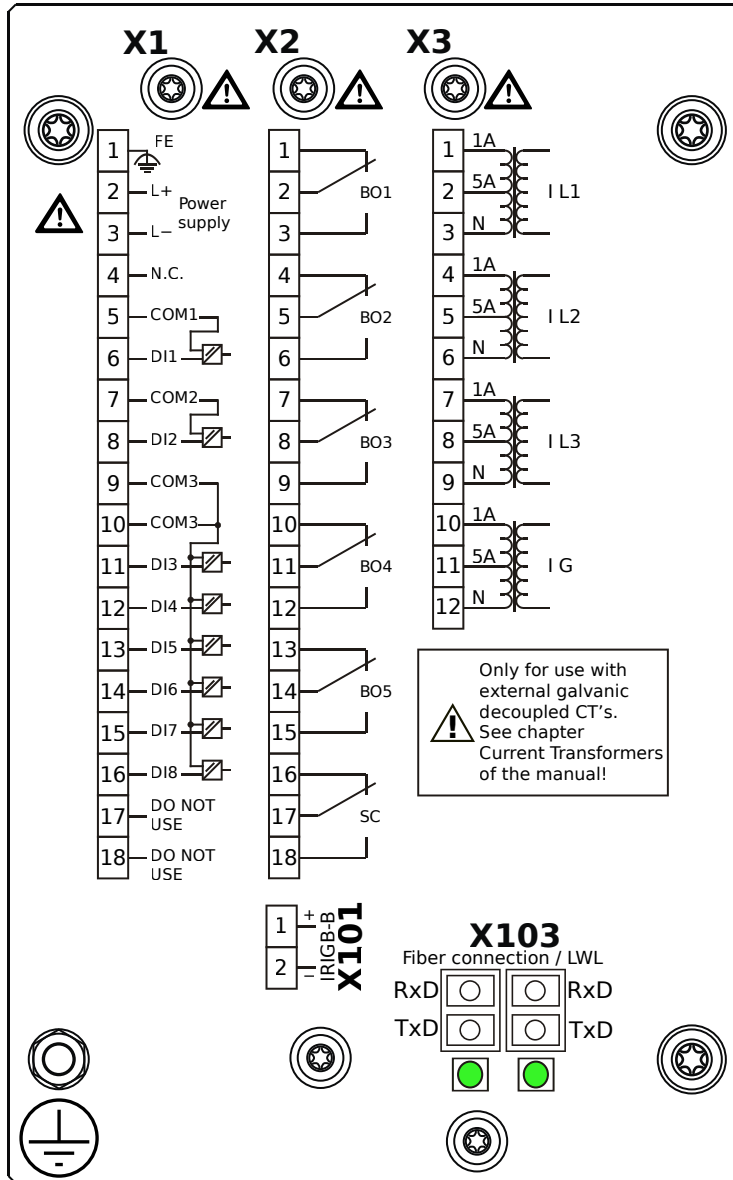 X1
X2
X3
1 FE
2 L+
Power
supply
3 L−
4 N.C.
5 COM1
6 DI1
7 COM2
8 DI2
9 COM3
10 COM3
11 DI3
12 DI4
13 DI5
14 DI6
15 DI7
16 DI8
17 DO NOT
USE
18 DO NOT
USE
1
2 BO1
3
4
5 BO2
6
7
8 BO3
9
10
11 BO4
12
13
14 BO5
15
16
17 SC
18
1 1A
2 5A I L1
3 N
4 1A
5 5A I L2
6 N
7 1A
8 5A I L3
9 N
10 1A
11 5A I G
12 N
!
!
!
!
!
Only for use with
external galvanic
decoupled CT's.
See chapter
Current Transformers
of the manual!
1 +
2 −
IRIGB-B
X101
X103
Fiber connection / LWL
RxD RxD
TxD TxD